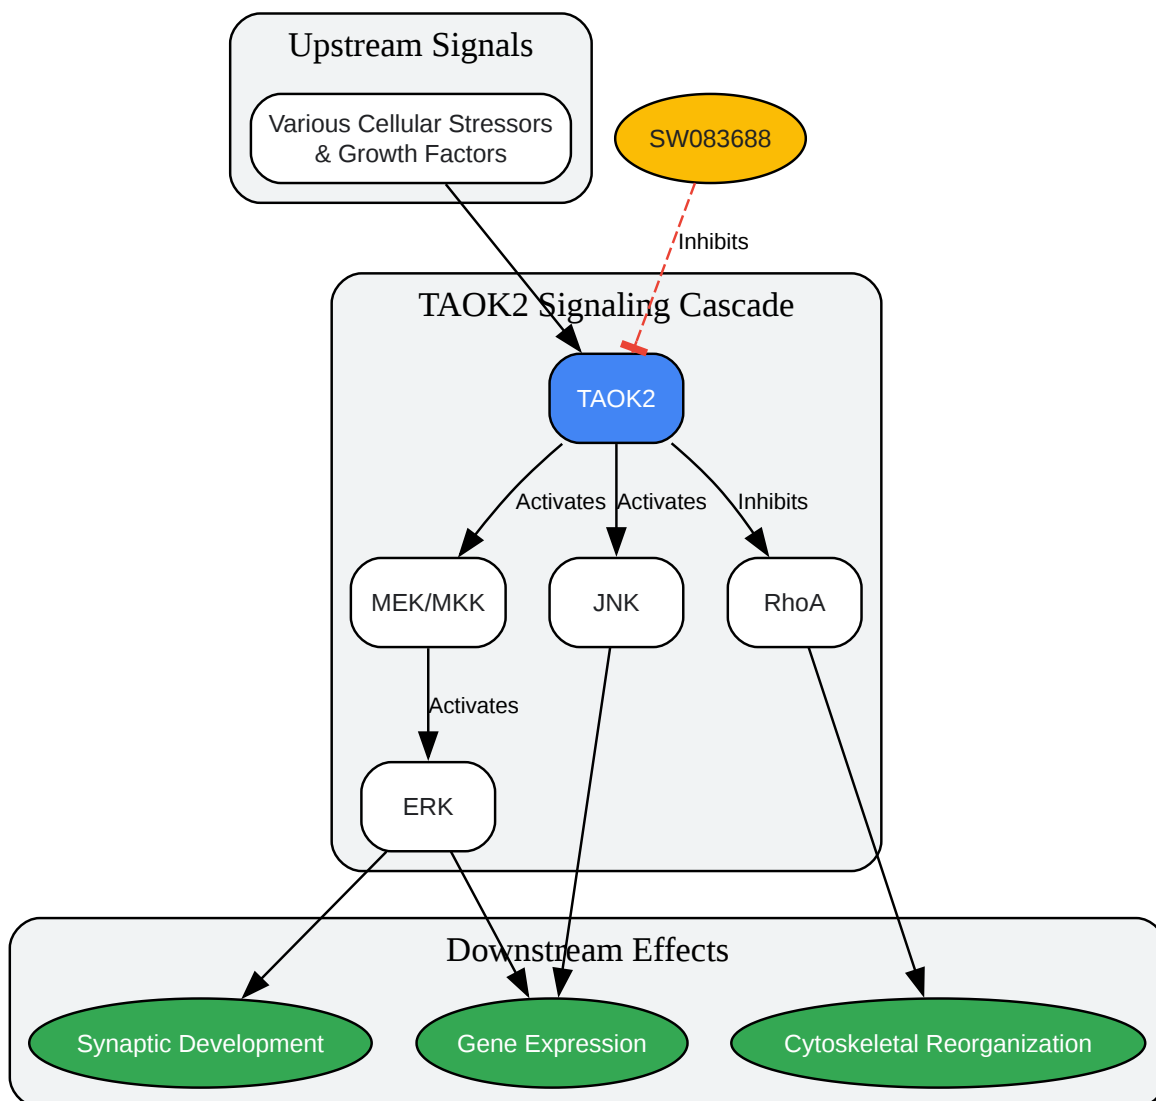 Upstream Signals
Various Cellular Stressors
& Growth Factors
SW083688
Inhibits
TAOK2 Signaling Cascade
TAOK2
Activates
Activates
Inhibits
MEK/MKK
JNK
RhoA
Activates
ERK
Downstream Effects
Synaptic Development
Gene Expression
Cytoskeletal Reorganization